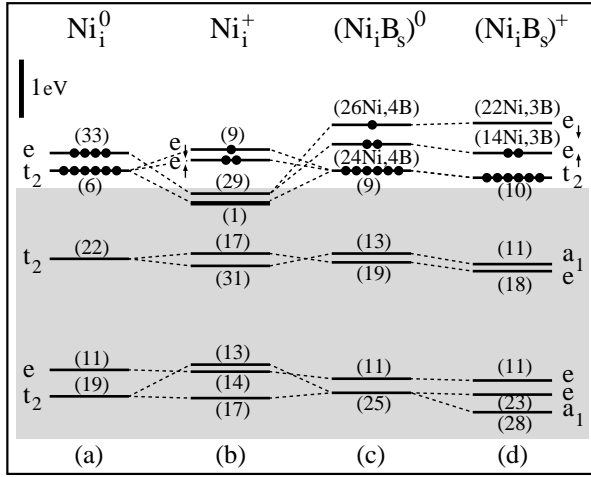 Ni_i^0 Ni_i^+ (Ni_iB_s)^0 (Ni_iB_s)^+
1 eV
(26Ni,4B) (22Ni,3B)
e
(33) (9) (14Ni,3B)
e e e
e
t_2 (24Ni,4B) t_2
(6) (29) (9) (10)
(1)
(22) (17) (13) (11)
t_2 a_1
(31) (19) (18) e
(11) (13) (11) (11)
e e
(19) (14) e
t_2 (17) (25) (23) a_1
(28)
(a) (b) (c) (d)